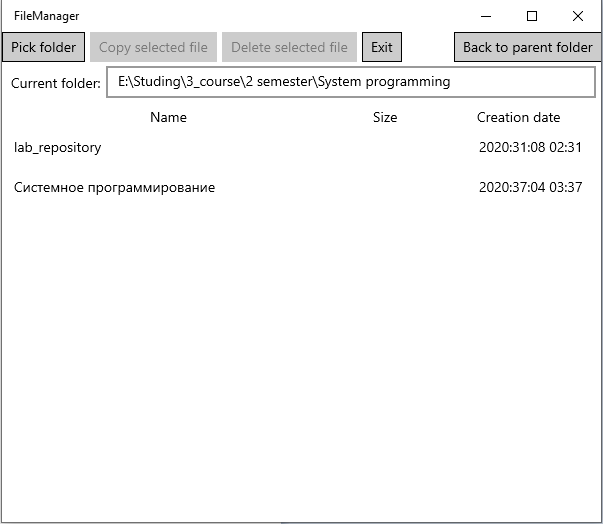 FileManager
Pick folder Copy selected file Delete selected file Exit Back to parent folder
Current folder: E:\Studing\3_course\2 semester\System programming
Name Size Creation date
lab_repository 2020:31:08 02:31
Системное программирование 2020:37:04 03:37